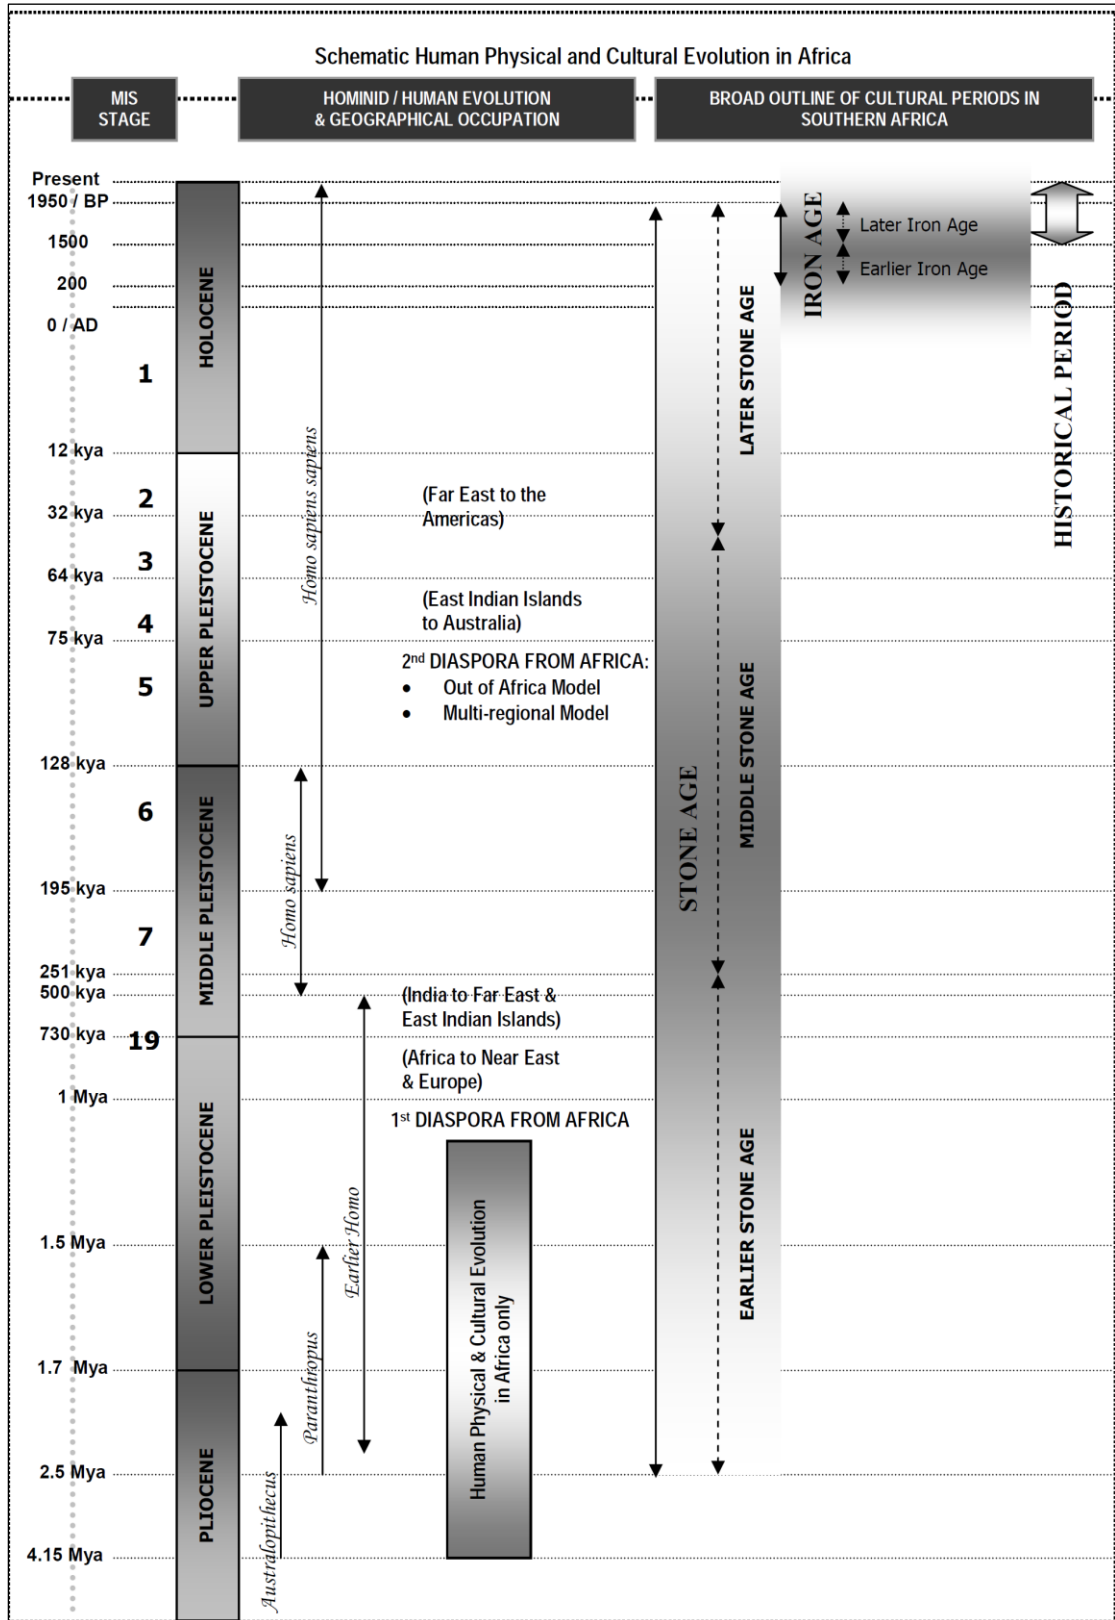 Schematic Human Physical and Cultural Evolution in Africa
MIS
STAGE
HOMINID / HUMAN EVOLUTION
& GEOGRAPHICAL OCCUPATION
BROAD OUTLINE OF CULTURAL PERIODS IN
SOUTHERN AFRICA
Present
1950 / BP
1500
200
0 / AD
1
12 kya
2
32 kya
3
64 kya
4
75 kya
5
128 kya
6
195 kya
7
251 kya
500 kya
730 kya
19
1 Mya
1.5 Mya
1.7 Mya
2.5 Mya
4.15 Mya
HOLOCENE
UPPER PLEISTOCENE
MIDDLE PLEISTOCENE
LOWER PLEISTOCENE
PLIOCENE
Homo sapiens sapiens
Homo sapiens
Earlier Homo
Paranthropus
Australopithecus
(Far East to the
Americas)
(East Indian Islands
to Australia)
2nd DIASPORA FROM AFRICA:
• Out of Africa Model
• Multi-regional Model
(India to Far East &
East Indian Islands)
(Africa to Near East
& Europe)
1st DIASPORA FROM AFRICA
Human Physical & Cultural Evolution
in Africa only
STONE AGE
LATER STONE AGE
MIDDLE STONE AGE
EARLIER STONE AGE
IRON AGE
Later Iron Age
Earlier Iron Age
HISTORICAL PERIOD